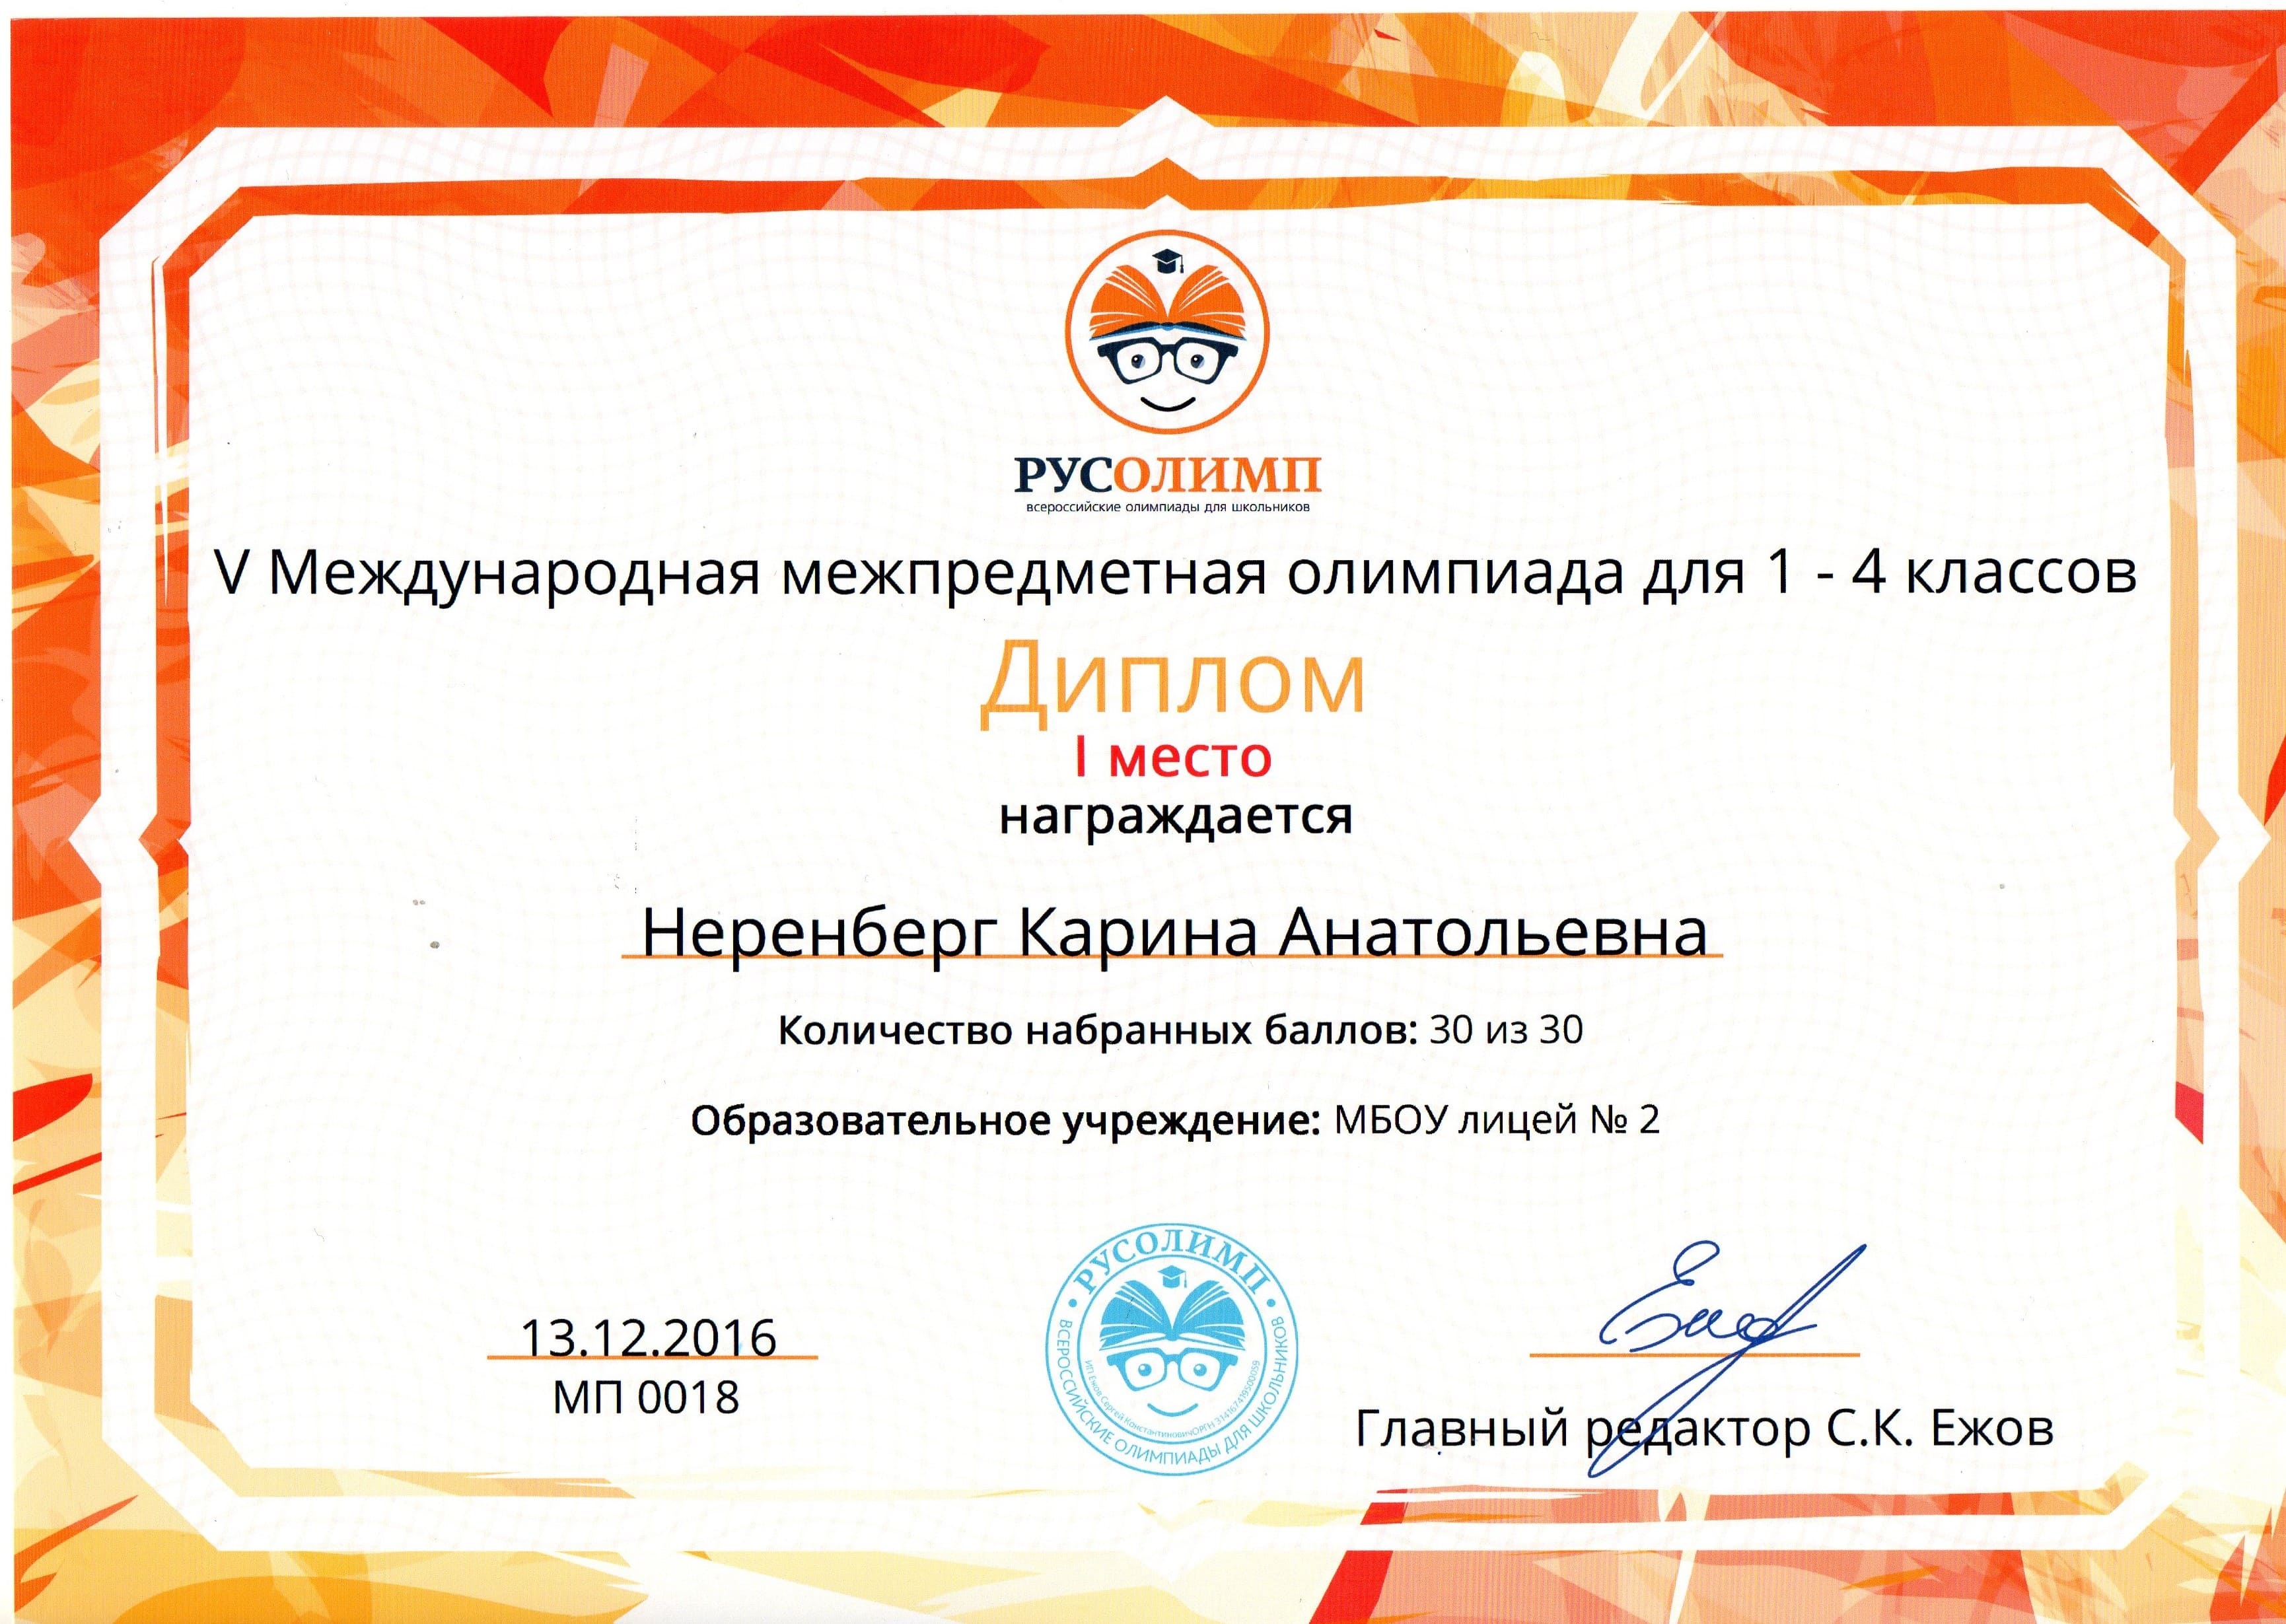 РУСОЛИМП
всероссийские олимпиады для школьников
V Международная межпредметная олимпиада для 1 - 4 классов
Диплом
I место
награждается
Неренберг Карина Анатольевна
Количество набранных баллов: 30 из 30
Образовательное учреждение: МБОУ лицей № 2
13.12.2016
МП 0018
РУСОЛИМП
ВСЕРОССИЙСКИЕ ОЛИМПИАДЫ ДЛЯ ШКОЛЬНИКОВ
ИП Ежов Сергей Константинович
Главный редактор С.К. Ежов